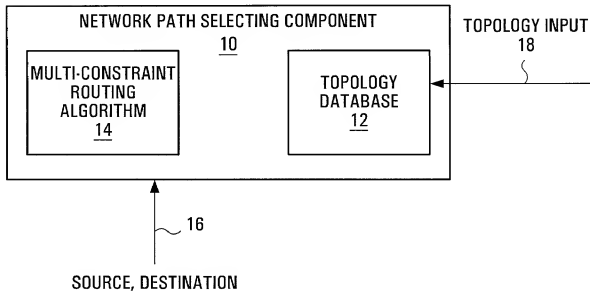 NETWORK PATH SELECTING COMPONENT
10
MULTI-CONSTRAINT
ROUTING
ALGORITHM
14
TOPOLOGY
DATABASE
12
TOPOLOGY INPUT
18
16
SOURCE, DESTINATION